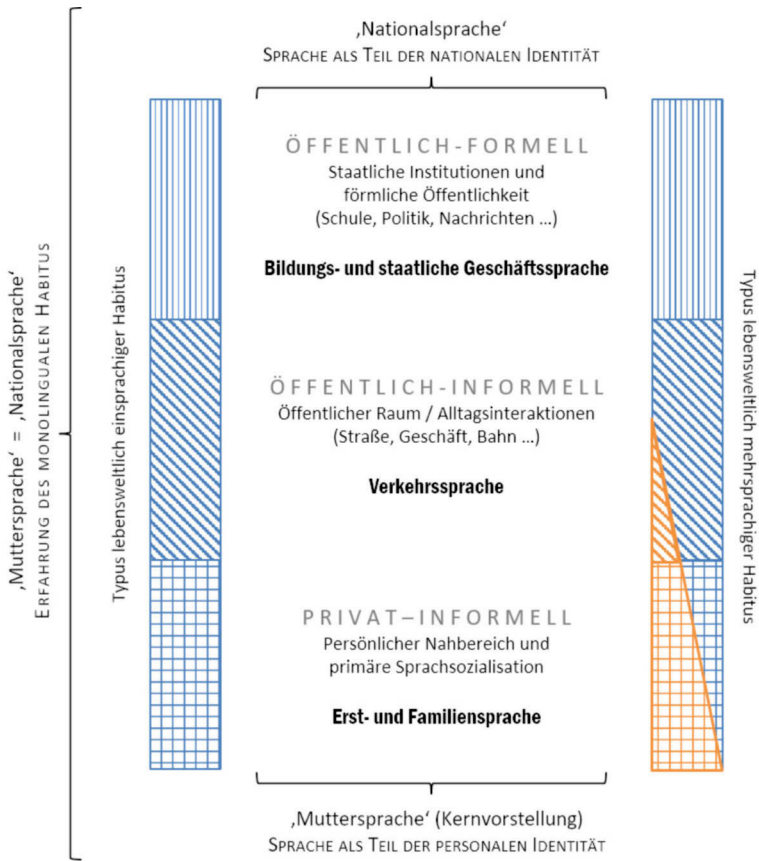 ‚Nationalsprache‘
SPRACHE ALS TEIL DER NATIONALEN IDENTITÄT
ÖFFENTLICH-FORMELL
Staatliche Institutionen und
förmliche Öffentlichkeit
(Schule, Politik, Nachrichten ...)
Bildungs- und staatliche Geschäftssprache
ÖFFENTLICH-INFORMELL
Öffentlicher Raum / Alltagsinteraktionen
(Straße, Geschäft, Bahn ...)
Verkehrssprache
PRIVAT–INFORMELL
Persönlicher Nahbereich und
primäre Sprachsozialisation
Erst- und Familiensprache
‚Muttersprache‘ (Kernvorstellung)
SPRACHE ALS TEIL DER PERSONALEN IDENTITÄT
‚Muttersprache‘ = ‚Nationalsprache‘
ERFAHRUNG DES MONOLINGUALEN HABITUS
Typus lebensweltlich einsprachiger Habitus
Typus lebensweltlich mehrsprachiger Habitus